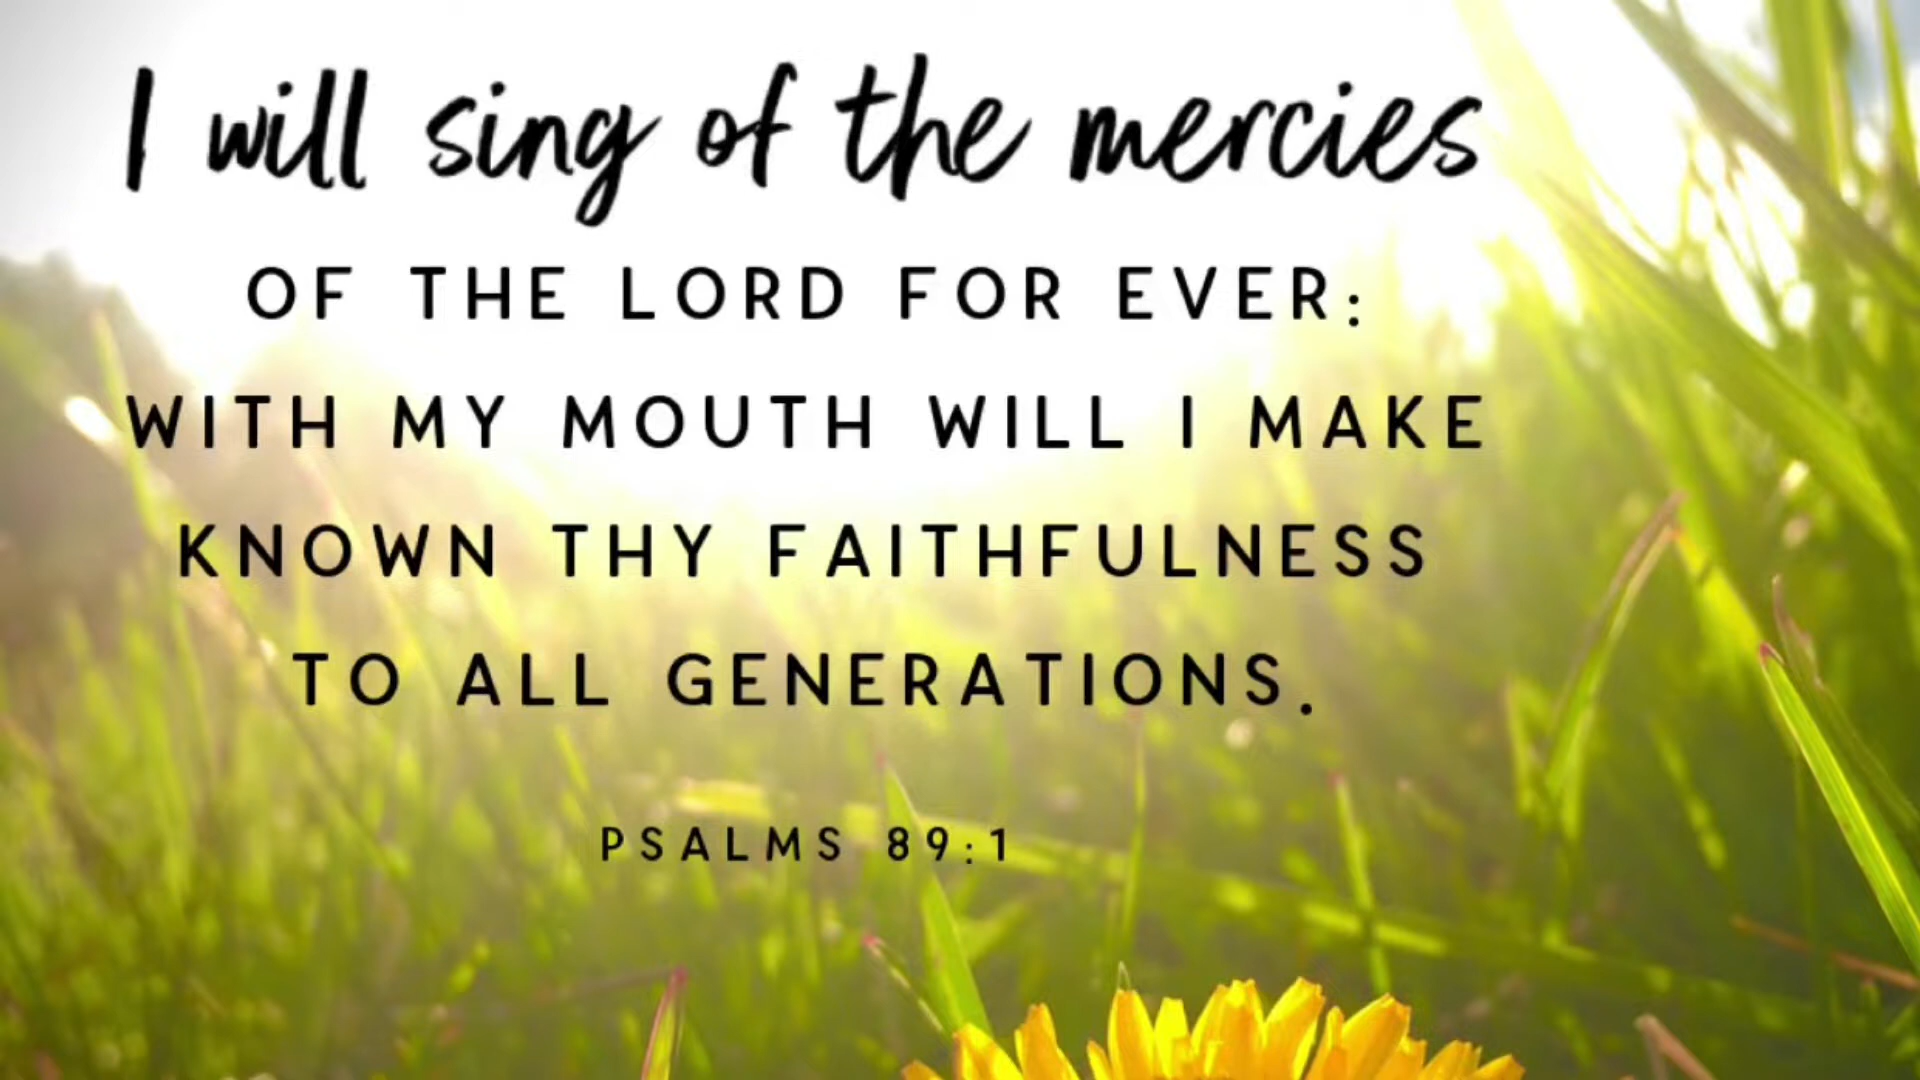 I will sing of the mercies
OF THE LORD FOR EVER:
WITH MY MOUTH WILL I MAKE
KNOWN THY FAITHFULNESS
TO ALL GENERATIONS.
PSALMS 89:1